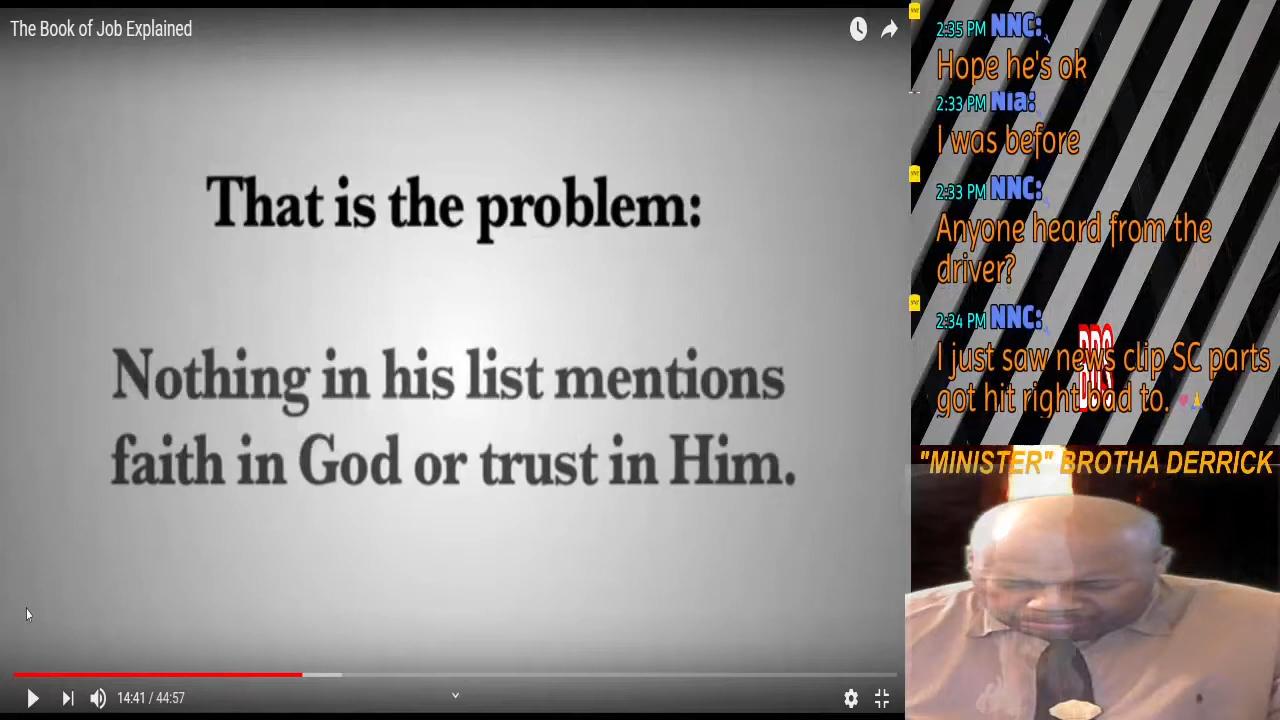 The Book of Job Explained
That is the problem:
Nothing in his list mentions
faith in God or trust in Him.
14:41 / 44:57
2:35 PM NNC:
Hope he's ok
2:33 PM Nia:
I was before
2:33 PM NNC:
Anyone heard from the
driver?
2:34 PM NNC:
I just saw news clip SC parts
got hit right bad to.
"MINISTER" BROTHA DERRICK